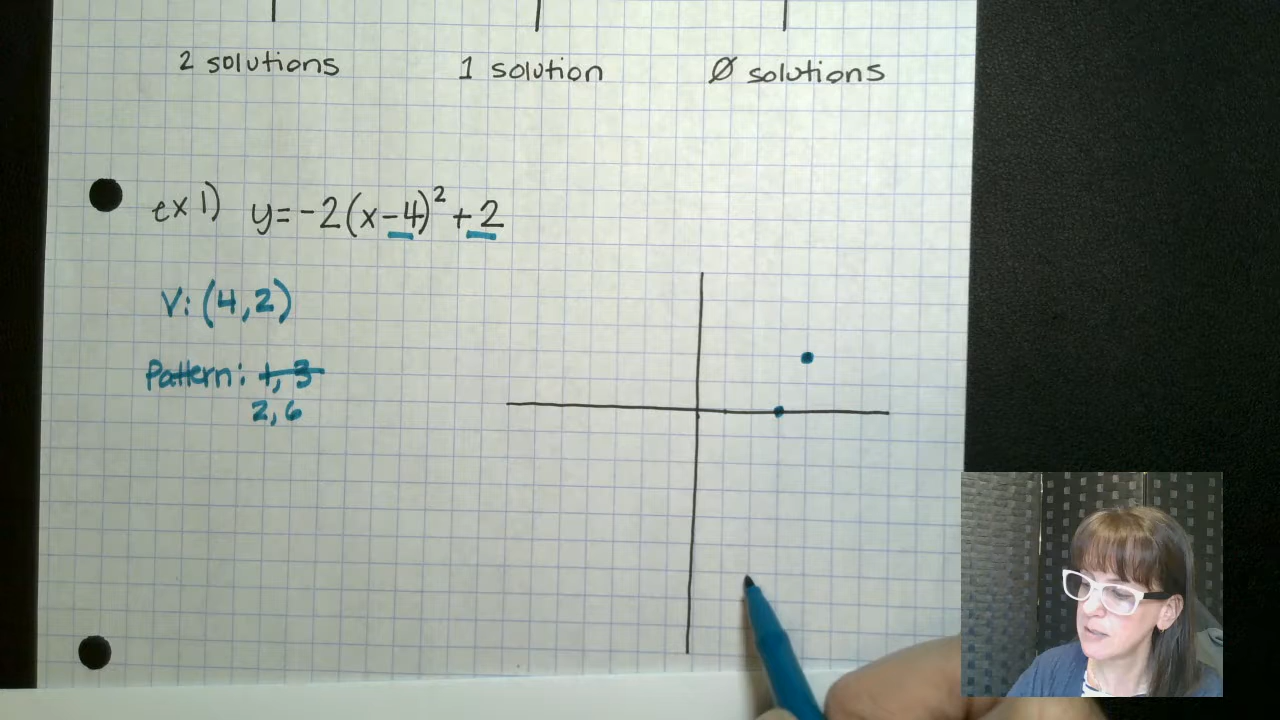 2 solutions
1 solution
Ø solutions
ex 1) y=-2(x-4)²+2
V: (4,2)
Pattern: 1, 3
2, 6